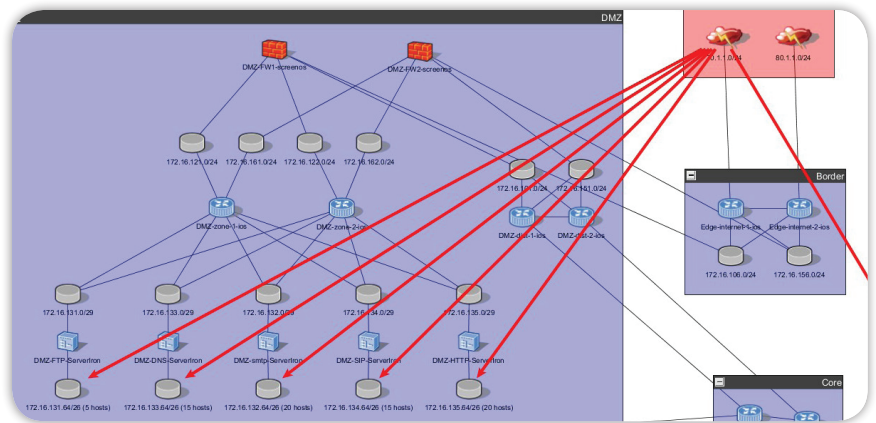 DMZ
DMZ-FW1-screenos
DMZ-FW2-screenos
80.1.1.0/24
172.16.121.0/24
172.16.161.0/24
172.16.122.0/24
172.16.162.0/24
Border
DMZ-zone-1-ios
DMZ-zone-2-ios
DMZ-dist-1-ios
DMZ-dist-2-ios
Edge-internet-1-ios
Edge-internet-2-ios
172.16.106.0/24
172.16.156.0/24
172.16.131.0/29
172.16.133.0/29
172.16.132.0/29
172.16.135.0/29
DMZ-FTP-ServerIron
DMZ-DNS-ServerIron
DMZ-smtp-ServerIron
DMZ-SIP-ServerIron
DMZ-HTTP-ServerIron
Core
172.16.131.64/26 (5 hosts)
172.16.133.64/26 (15 hosts)
172.16.132.64/26 (20 hosts)
172.16.134.64/26 (15 hosts)
172.16.135.64/26 (20 hosts)